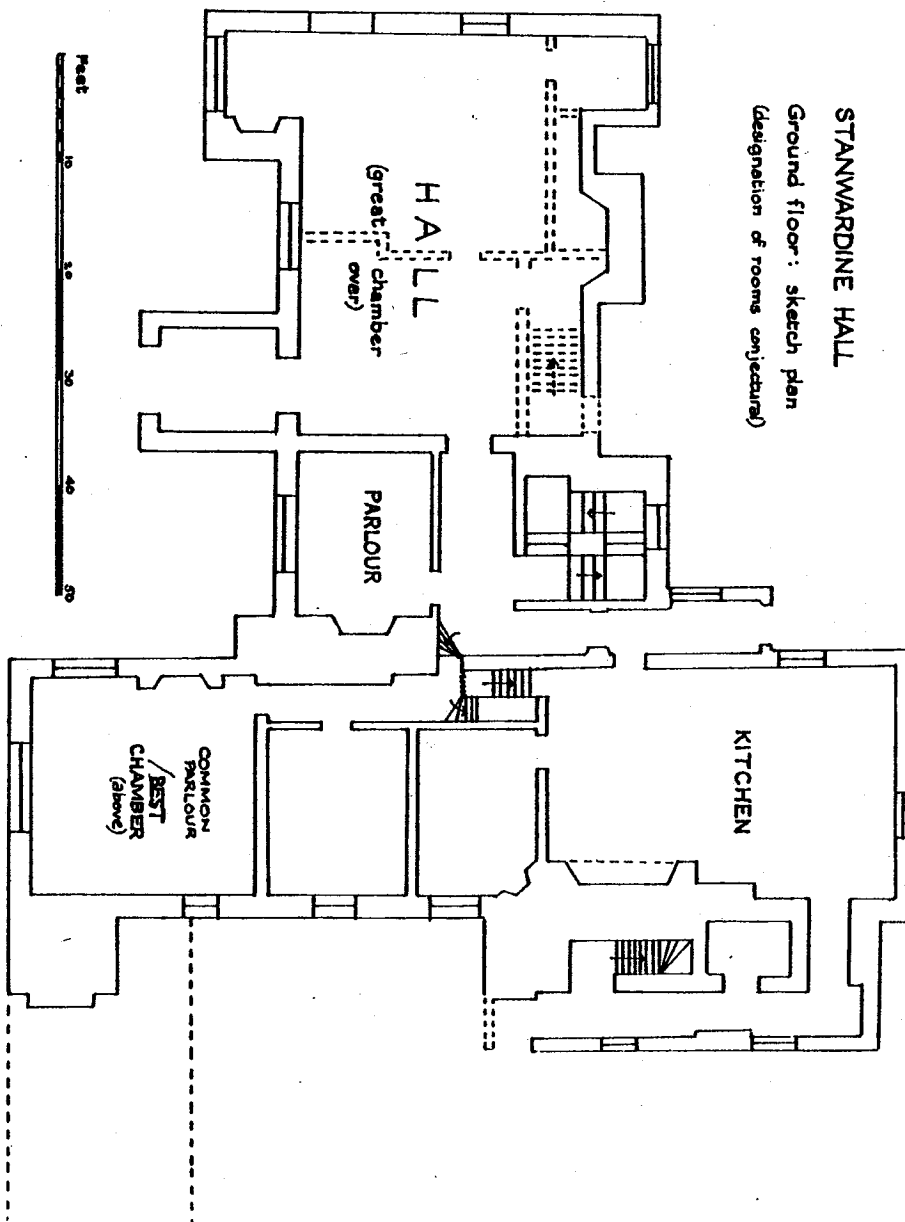 STANWARDINE HALL
Ground floor: sketch plan
(designation of rooms conjectural)
HALL
(great chamber
over)
PARLOUR
KITCHEN
COMMON
PARLOUR
/BEST
CHAMBER
(above)
Feet
10
20
30
40
50